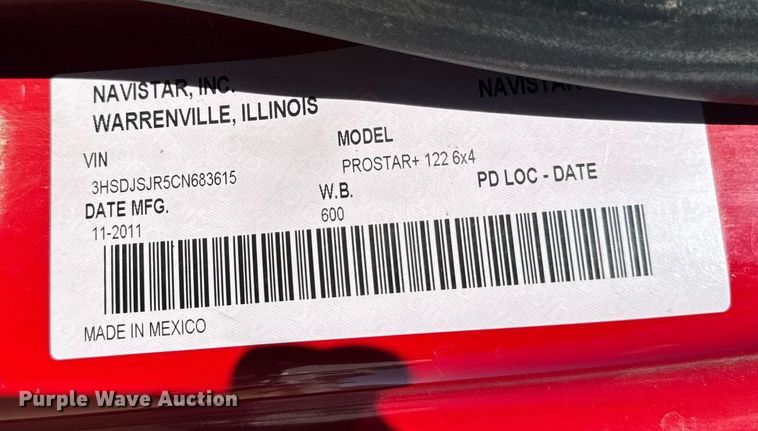 NAVISTAR, INC.
WARRENVILLE, ILLINOIS
NAVISTAR
VIN
3HSDJSJR5CN683615
MODEL
PROSTAR+ 122 6x4
DATE MFG.
11-2011
W.B.
600
PD LOC - DATE
MADE IN MEXICO
Purple Wave Auction